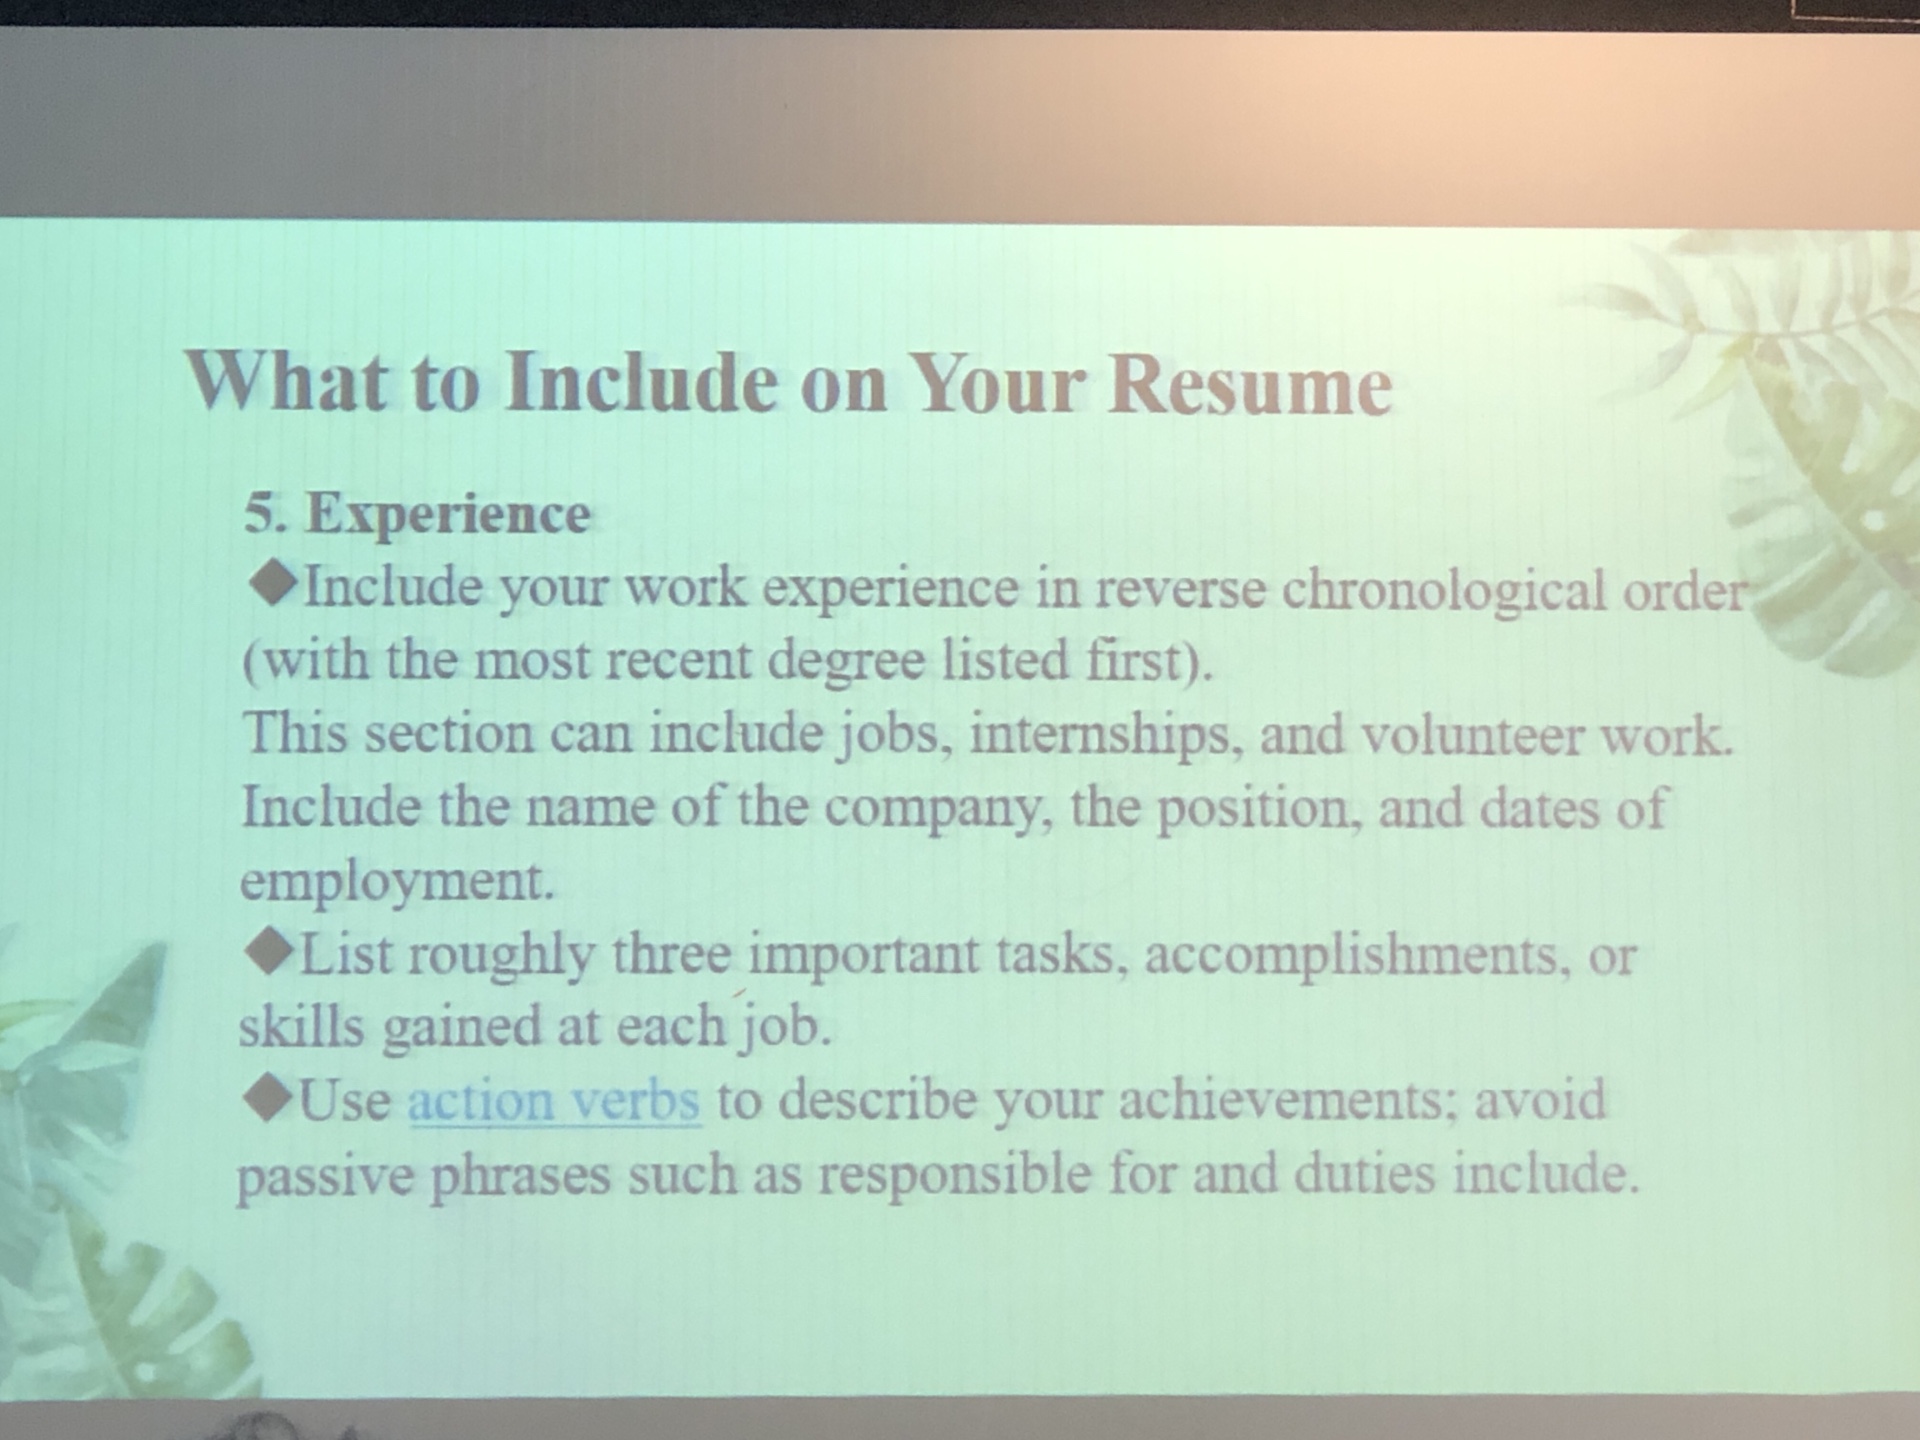 What to Include on Your Resume
5. Experience
◆Include your work experience in reverse chronological order
(with the most recent degree listed first).
This section can include jobs, internships, and volunteer work.
Include the name of the company, the position, and dates of
employment.
◆List roughly three important tasks, accomplishments, or
skills gained at each job.
◆Use action verbs to describe your achievements; avoid
passive phrases such as responsible for and duties include.